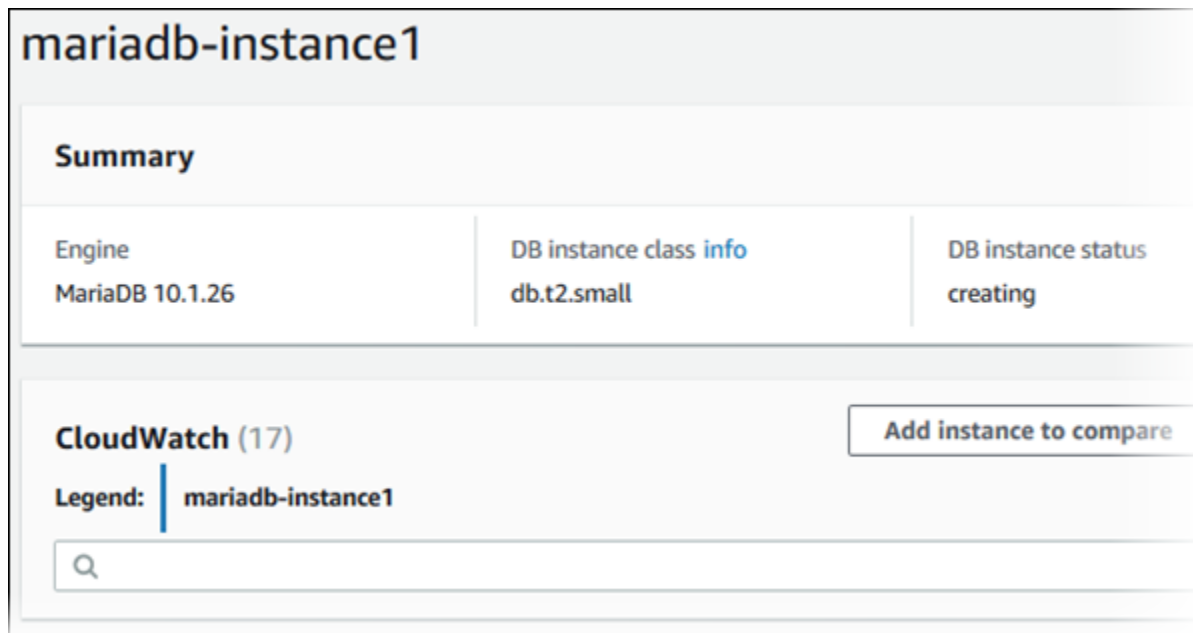 mariadb-instance1
Summary
Engine
MariaDB 10.1.26
DB instance class info
db.t2.small
DB instance status
creating
CloudWatch (17)
Add instance to compare
Legend: mariadb-instance1